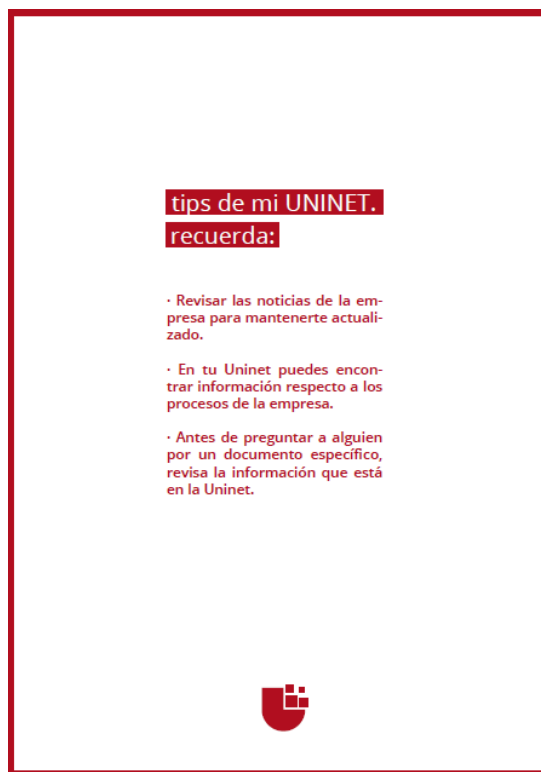 tips de mi UNINET.
recuerda:
· Revisar las noticias de la em-
presa para mantenerte actuali-
zado.
· En tu Uninet puedes encon-
trar información respecto a los
procesos de la empresa.
· Antes de preguntar a alguien
por un documento específico,
revisa la información que está
en la Uninet.